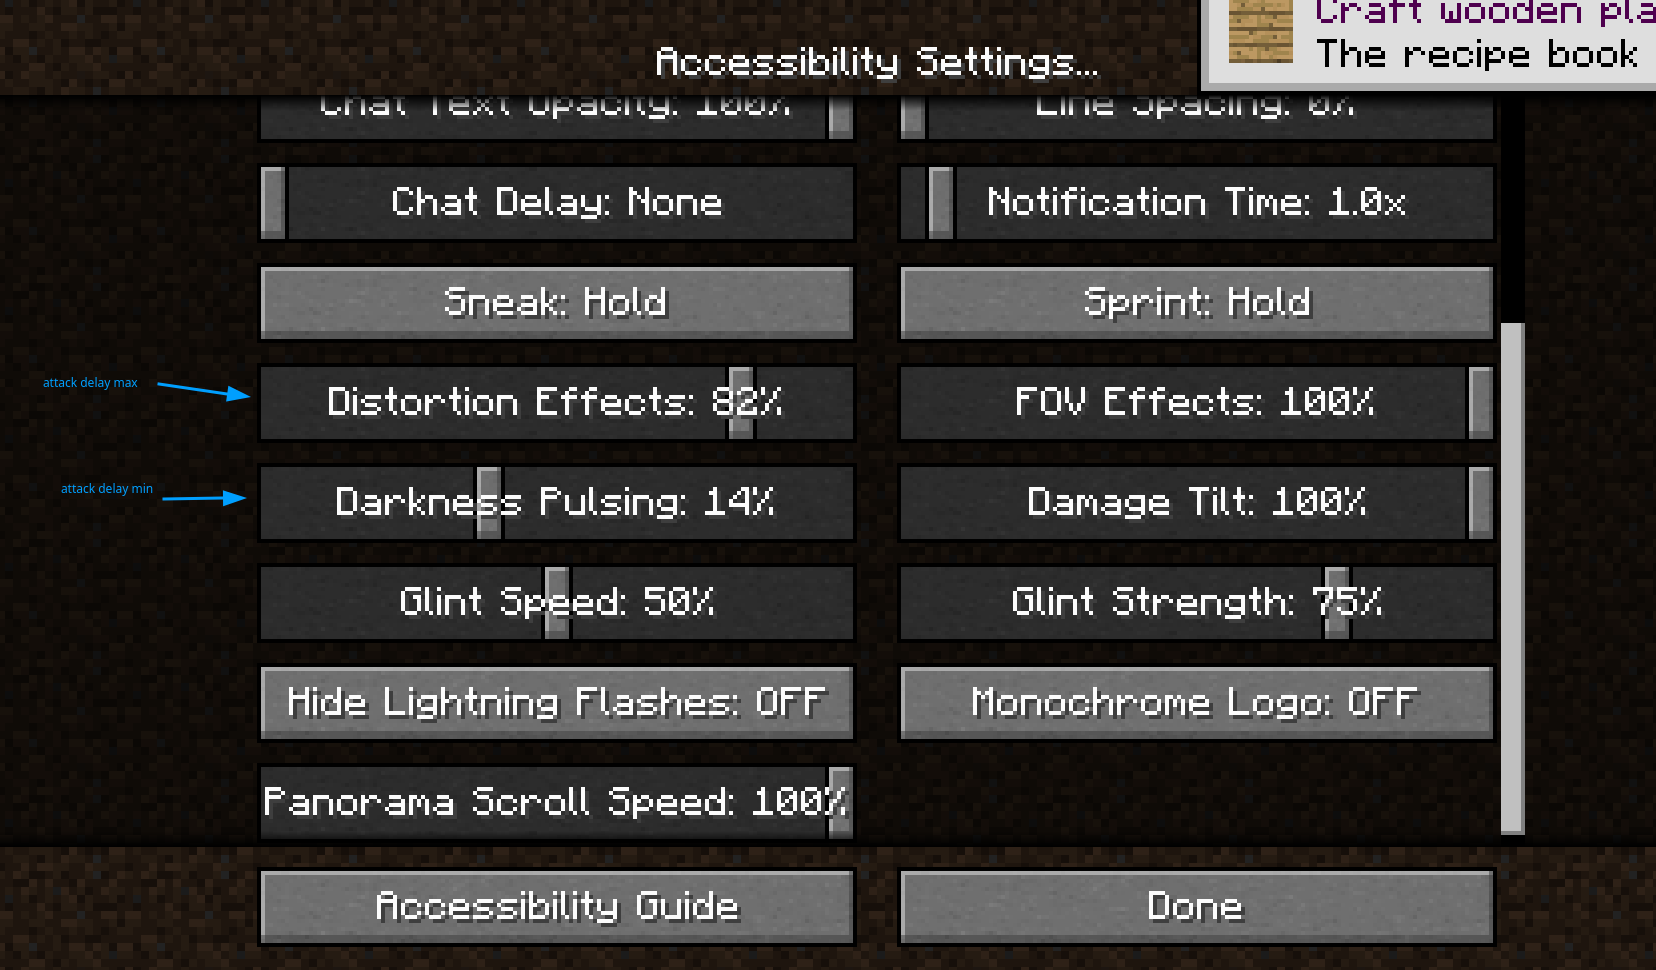 Craft wooden pla
The recipe book
Accessibility Settings...
Chat Text Opacity: 100%
Line Spacing: 0%
Chat Delay: None
Notification Time: 1.0x
Sneak: Hold
Sprint: Hold
attack delay max
Distortion Effects: 82%
FOV Effects: 100%
attack delay min
Darkness Pulsing: 14%
Damage Tilt: 100%
Glint Speed: 50%
Glint Strength: 75%
Hide Lightning Flashes: OFF
Monochrome Logo: OFF
Panorama Scroll Speed: 100%
Accessibility Guide
Done